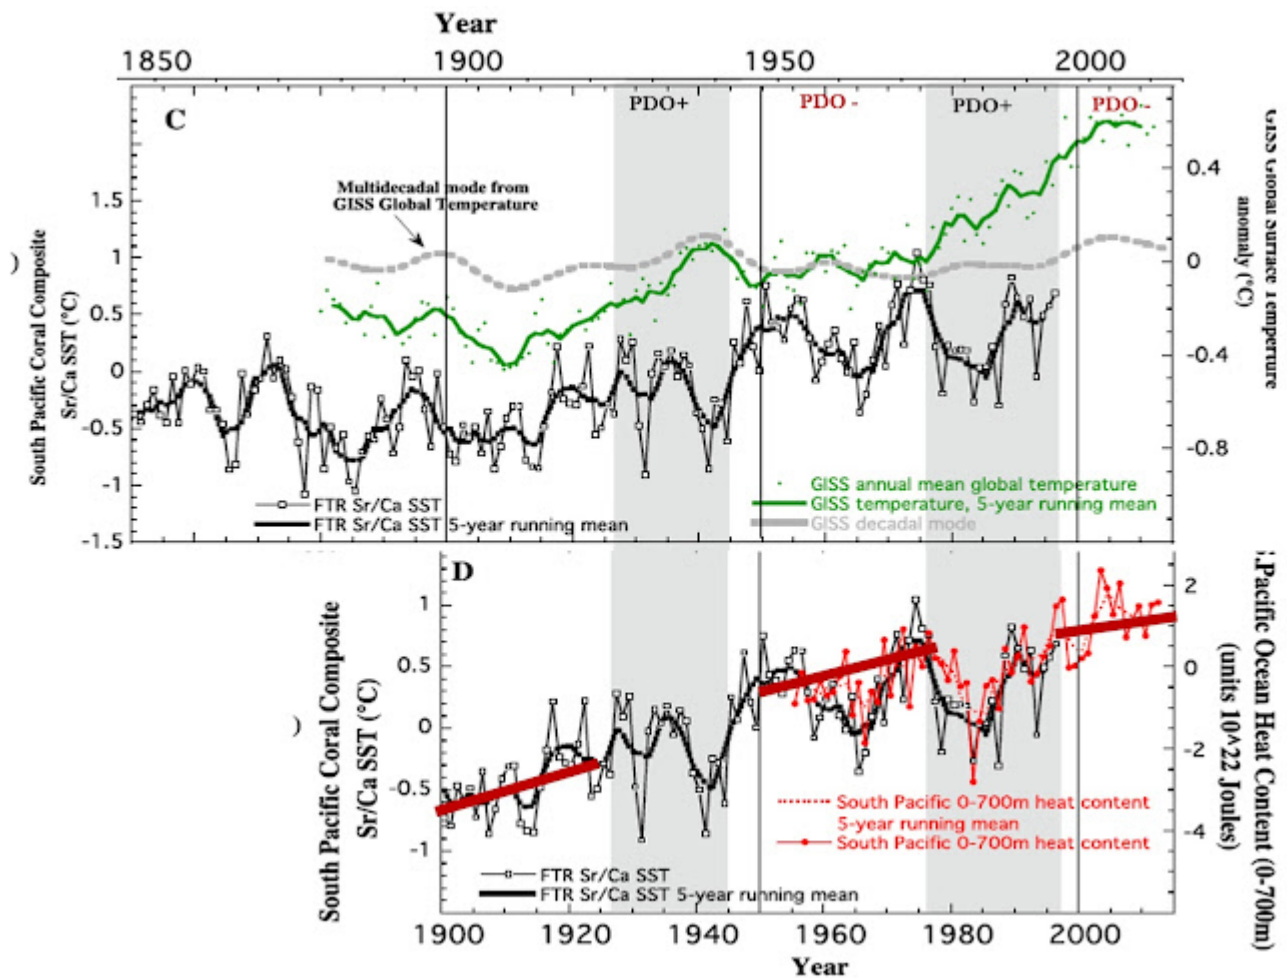 Year
1850 1900 1950 2000
C
PDO+ PDO - PDO+ PDO -
Multidecadal mode from
GISS Global Temperature
1.5
1
0.5
0
-0.5
-1
-1.5
South Pacific Coral Composite
Sr/Ca SST (°C)
)
0.4
0
-0.4
-0.8
GISS Global Surface Temperature
anomaly (°C)
GISS annual mean global temperature
GISS temperature, 5-year running mean
GISS decadal mode
FTR Sr/Ca SST
FTR Sr/Ca SST 5-year running mean
D
1
0.5
0
-0.5
-1
South Pacific Coral Composite
Sr/Ca SST (°C)
)
2
0
-2
-4
.Pacific Ocean Heat Content (0-700m)
(units 10^22 Joules)
South Pacific 0-700m heat content
5-year running mean
South Pacific 0-700m heat content
FTR Sr/Ca SST
FTR Sr/Ca SST 5-year running mean
1900 1920 1940 1960 1980 2000
Year